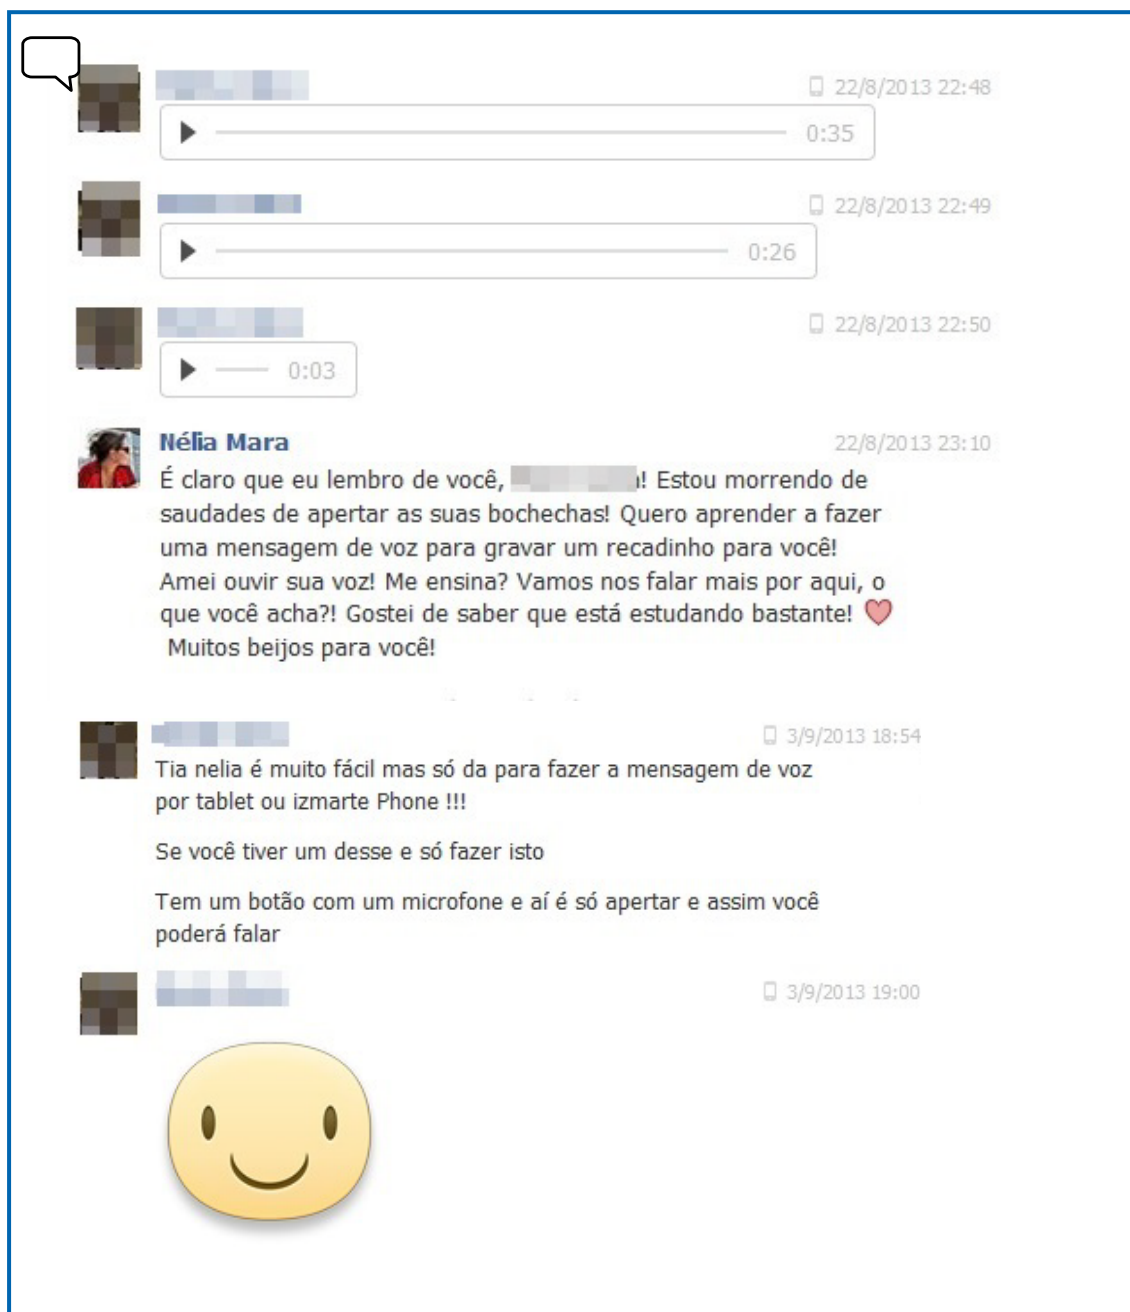 22/8/2013 22:48
0:35
22/8/2013 22:49
0:26
22/8/2013 22:50
0:03
Nélia Mara 22/8/2013 23:10
É claro que eu lembro de você, ! Estou morrendo de
saudades de apertar as suas bochechas! Quero aprender a fazer
uma mensagem de voz para gravar um recadinho para você!
Amei ouvir sua voz! Me ensina? Vamos nos falar mais por aqui, o
que você acha?! Gostei de saber que está estudando bastante!
Muitos beijos para você!
3/9/2013 18:54
Tia nelia é muito fácil mas só da para fazer a mensagem de voz
por tablet ou izmarte Phone !!!
Se você tiver um desse e só fazer isto
Tem um botão com um microfone e aí é só apertar e assim você
poderá falar
3/9/2013 19:00